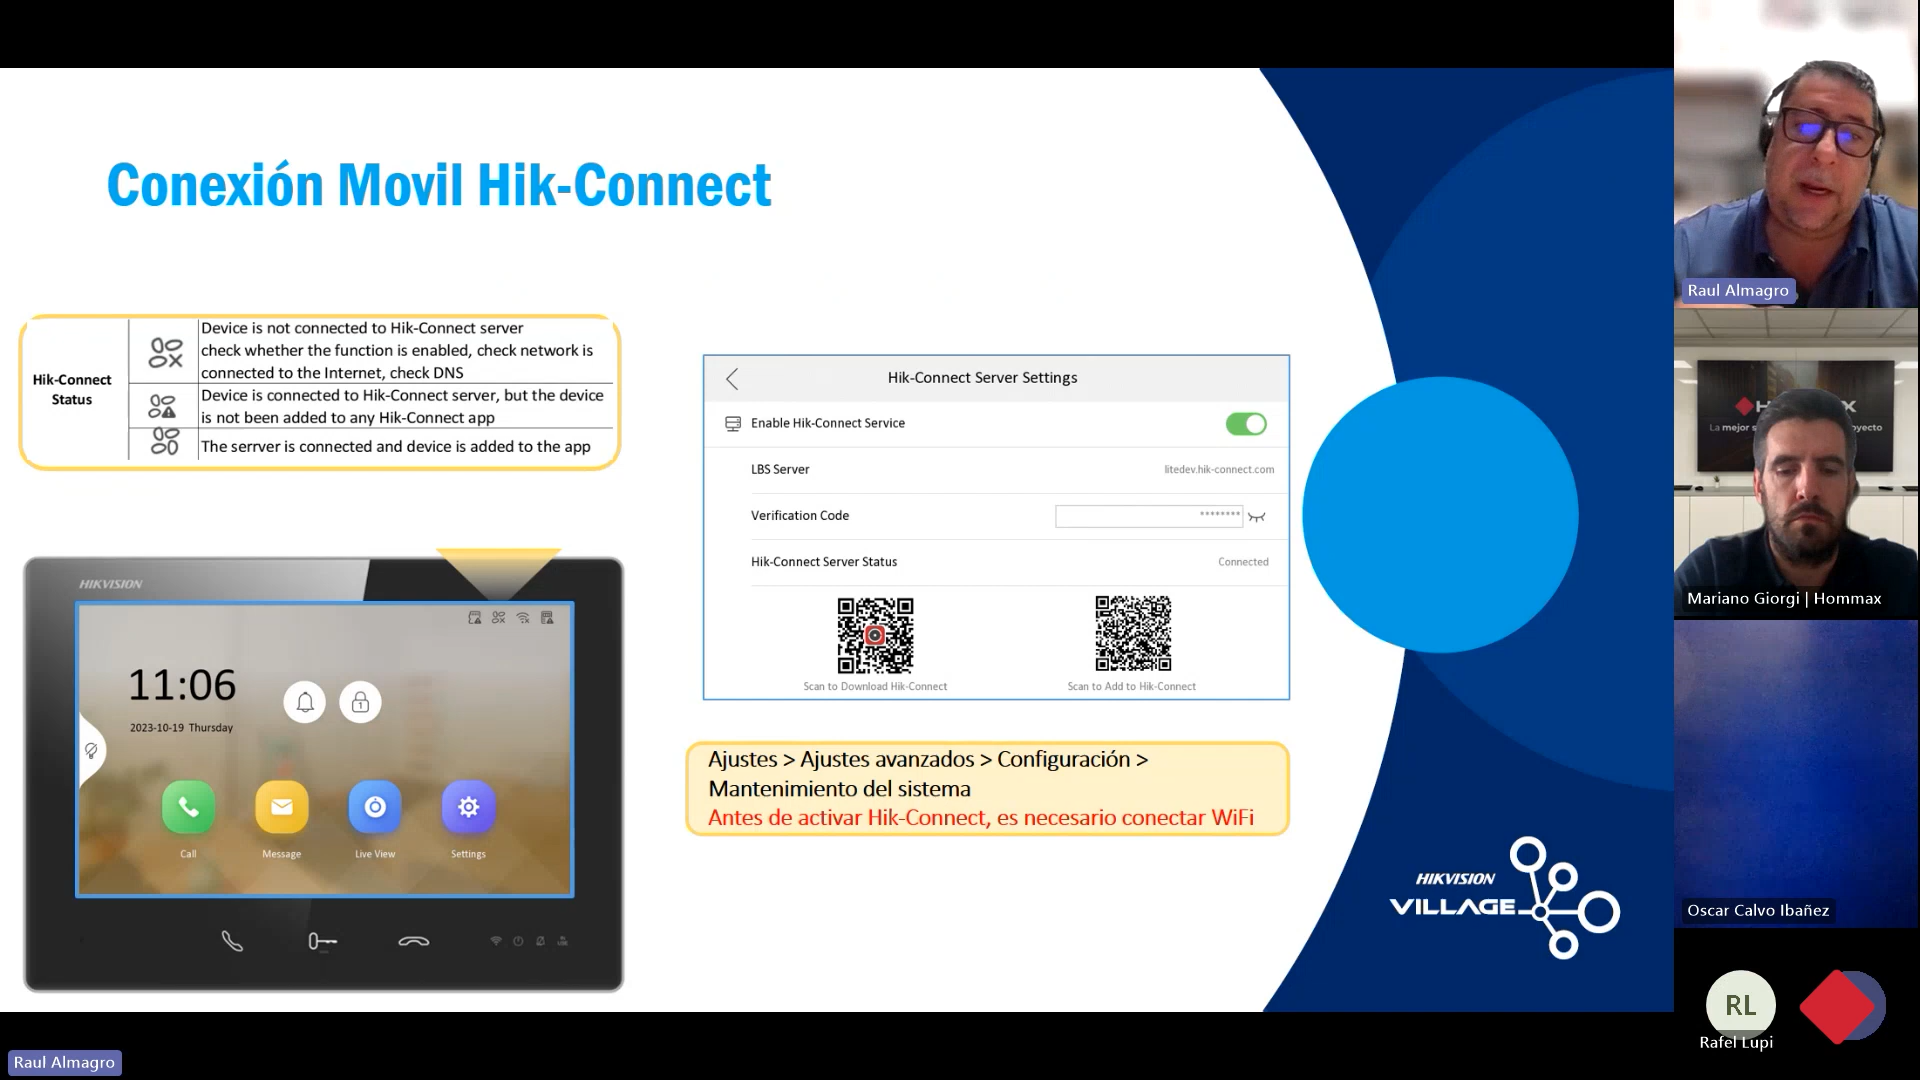 Conexión Movil Hik-Connect
Hik-Connect
Status
Device is not connected to Hik-Connect server
check whether the function is enabled, check network is
connected to the Internet, check DNS
Device is connected to Hik-Connect server, but the device
is not been added to any Hik-Connect app
The serrver is connected and device is added to the app
HIKVISION
11:06
2023-10-19 Thursday
1
Call
Message
Live View
Settings
Hik-Connect Server Settings
Enable Hik-Connect Service
LBS Server
litedev.hik-connect.com
Verification Code
********
Hik-Connect Server Status
Connected
Scan to Download Hik-Connect
Scan to Add to Hik-Connect
Ajustes > Ajustes avanzados > Configuración >
Mantenimiento del sistema
Antes de activar Hik-Connect, es necesario conectar WiFi
HIKVISION
VILLAGE
Raul Almagro
La mejor
Mariano Giorgi | Hommax
Oscar Calvo Ibañez
RL
Rafel Lupi
Raul Almagro